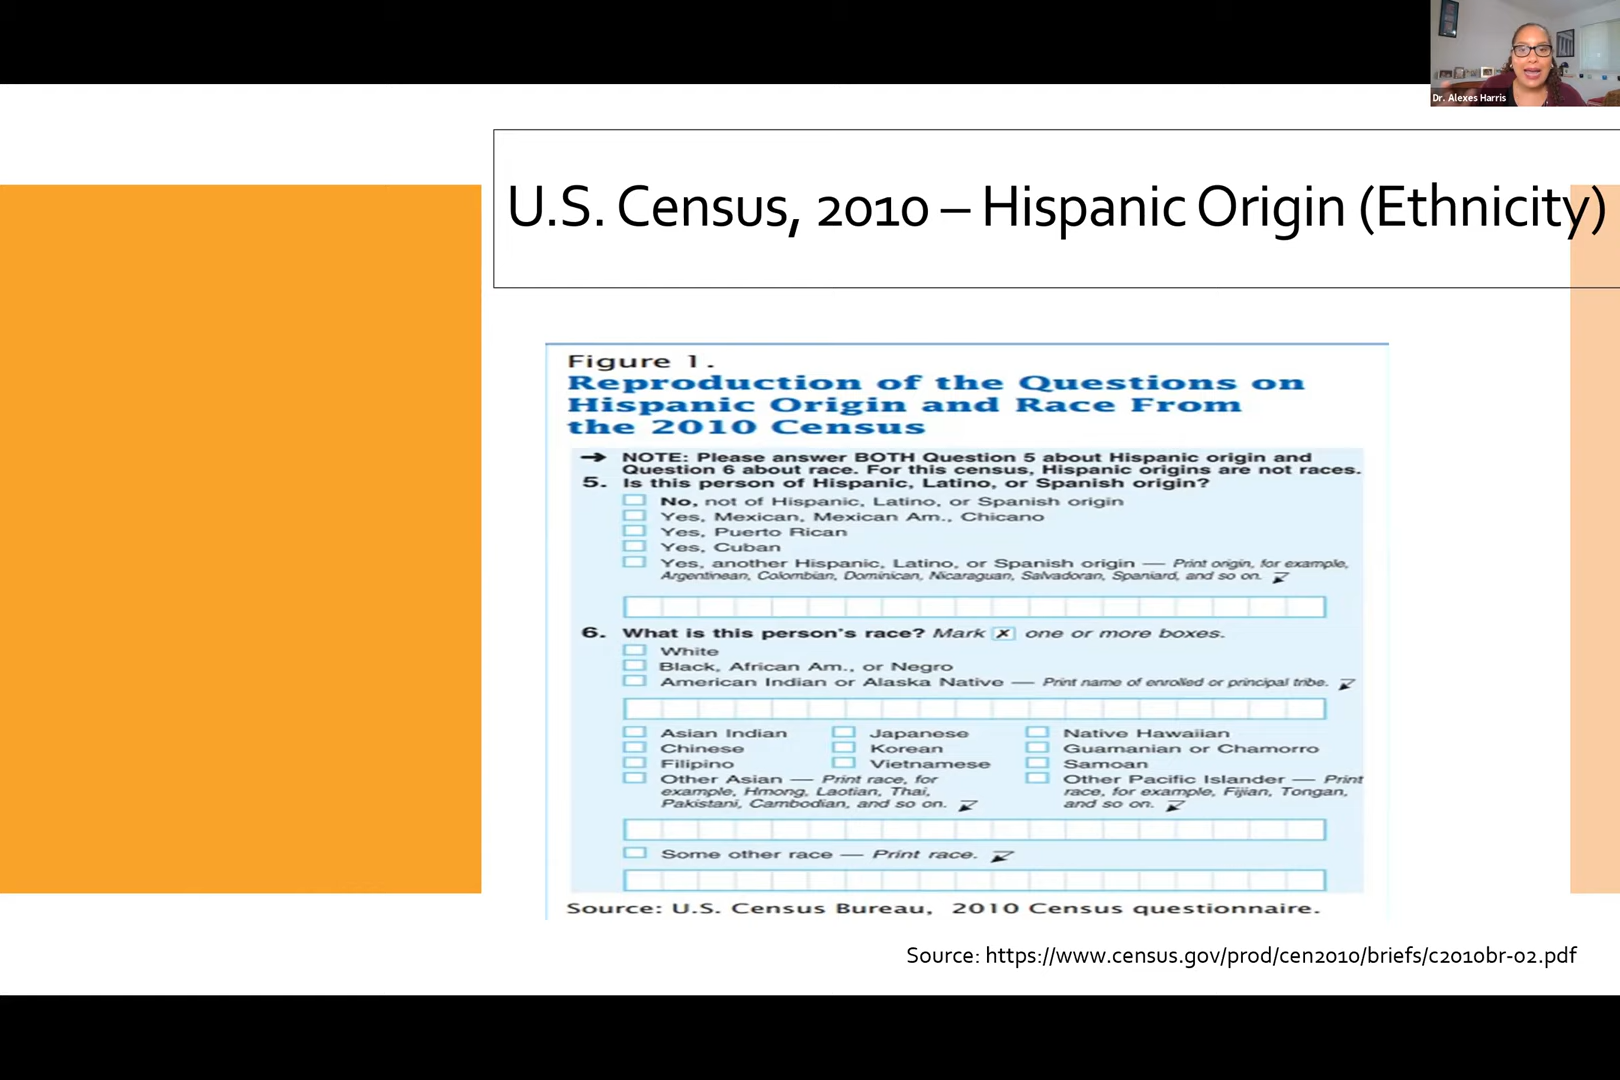 Dr. Alexes Harris
U.S. Census, 2010 – Hispanic Origin (Ethnicity)
Figure 1.
Reproduction of the Questions on
Hispanic Origin and Race From
the 2010 Census
➔ NOTE: Please answer BOTH Question 5 about Hispanic origin and
Question 6 about race. For this census, Hispanic origins are not races.
5. Is this person of Hispanic, Latino, or Spanish origin?
No, not of Hispanic, Latino, or Spanish origin
Yes, Mexican, Mexican Am., Chicano
Yes, Puerto Rican
Yes, Cuban
Yes, another Hispanic, Latino, or Spanish origin — Print origin, for example,
Argentinean, Colombian, Dominican, Nicaraguan, Salvadoran, Spaniard, and so on.
6. What is this person's race? Mark X one or more boxes.
White
Black, African Am., or Negro
American Indian or Alaska Native — Print name of enrolled or principal tribe.
Asian Indian Japanese Native Hawaiian
Chinese Korean Guamanian or Chamorro
Filipino Vietnamese Samoan
Other Asian — Print race, for Other Pacific Islander — Print
example, Hmong, Laotian, Thai, race, for example, Fijian, Tongan,
Pakistani, Cambodian, and so on. and so on.
Some other race — Print race.
Source: U.S. Census Bureau, 2010 Census questionnaire.
Source: https://www.census.gov/prod/cen2010/briefs/c2010br-02.pdf